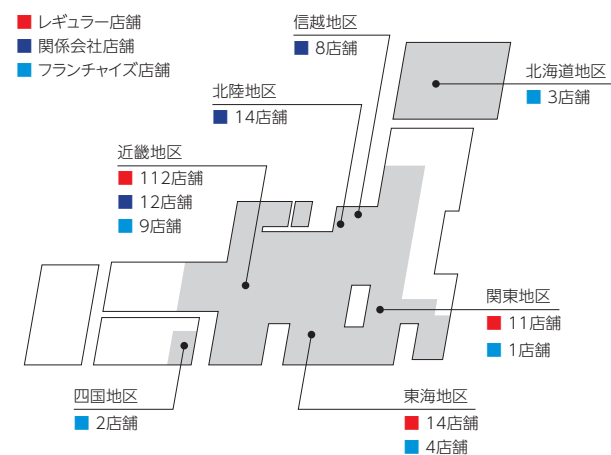 レギュラー店舗
関係会社店舗
フランチャイズ店舗
信越地区
8店舗
北海道地区
3店舗
北陸地区
14店舗
近畿地区
112店舗
12店舗
9店舗
関東地区
11店舗
1店舗
四国地区
2店舗
東海地区
14店舗
4店舗